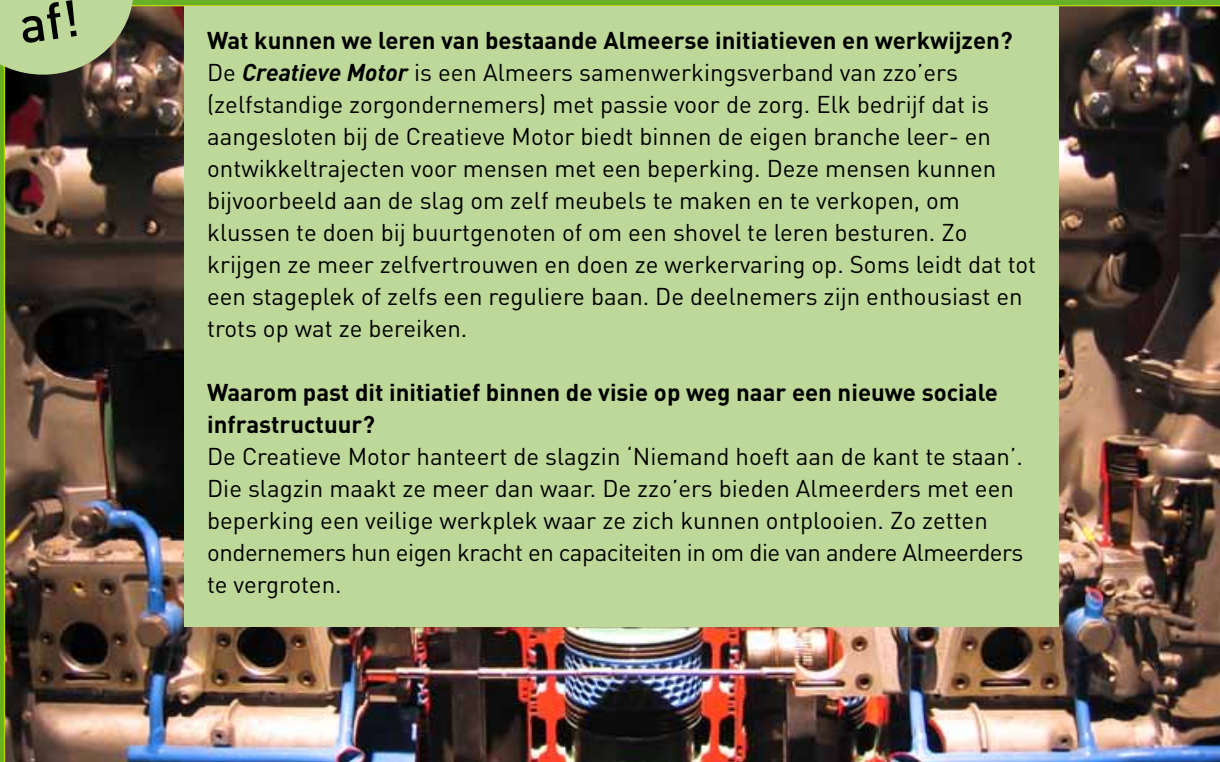 af!
Wat kunnen we leren van bestaande Almeerse initiatieven en werkwijzen?
De Creatieve Motor is een Almeers samenwerkingsverband van zzo’ers
(zelfstandige zorgondernemers) met passie voor de zorg. Elk bedrijf dat is
aangesloten bij de Creatieve Motor biedt binnen de eigen branche leer- en
ontwikkeltrajecten voor mensen met een beperking. Deze mensen kunnen
bijvoorbeeld aan de slag om zelf meubels te maken en te verkopen, om
klussen te doen bij buurtgenoten of om een shovel te leren besturen. Zo
krijgen ze meer zelfvertrouwen en doen ze werkervaring op. Soms leidt dat tot
een stageplek of zelfs een reguliere baan. De deelnemers zijn enthousiast en
trots op wat ze bereiken.
Waarom past dit initiatief binnen de visie op weg naar een nieuwe sociale
infrastructuur?
De Creatieve Motor hanteert de slagzin ‘Niemand hoeft aan de kant te staan’.
Die slagzin maakt ze meer dan waar. De zzo’ers bieden Almeerders met een
beperking een veilige werkplek waar ze zich kunnen ontplooien. Zo zetten
ondernemers hun eigen kracht en capaciteiten in om die van andere Almeerders
te vergroten.